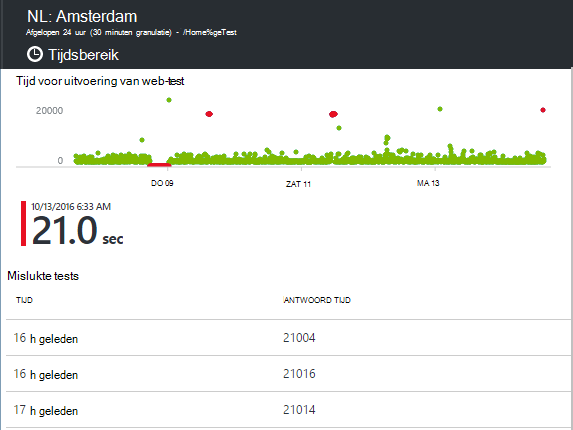 NL: Amsterdam
Afgelopen 24 uur (30 minuten granulatie) - /Home%geTest
Tijdsbereik
Tijd voor uitvoering van web-test
20000
0
DO 09 ZAT 11 MA 13
10/13/2016 6:33 AM
21.0 sec
Mislukte tests
TIJD ANTWOORD TIJD
16 h geleden 21004
16 h geleden 21016
17 h geleden 21014